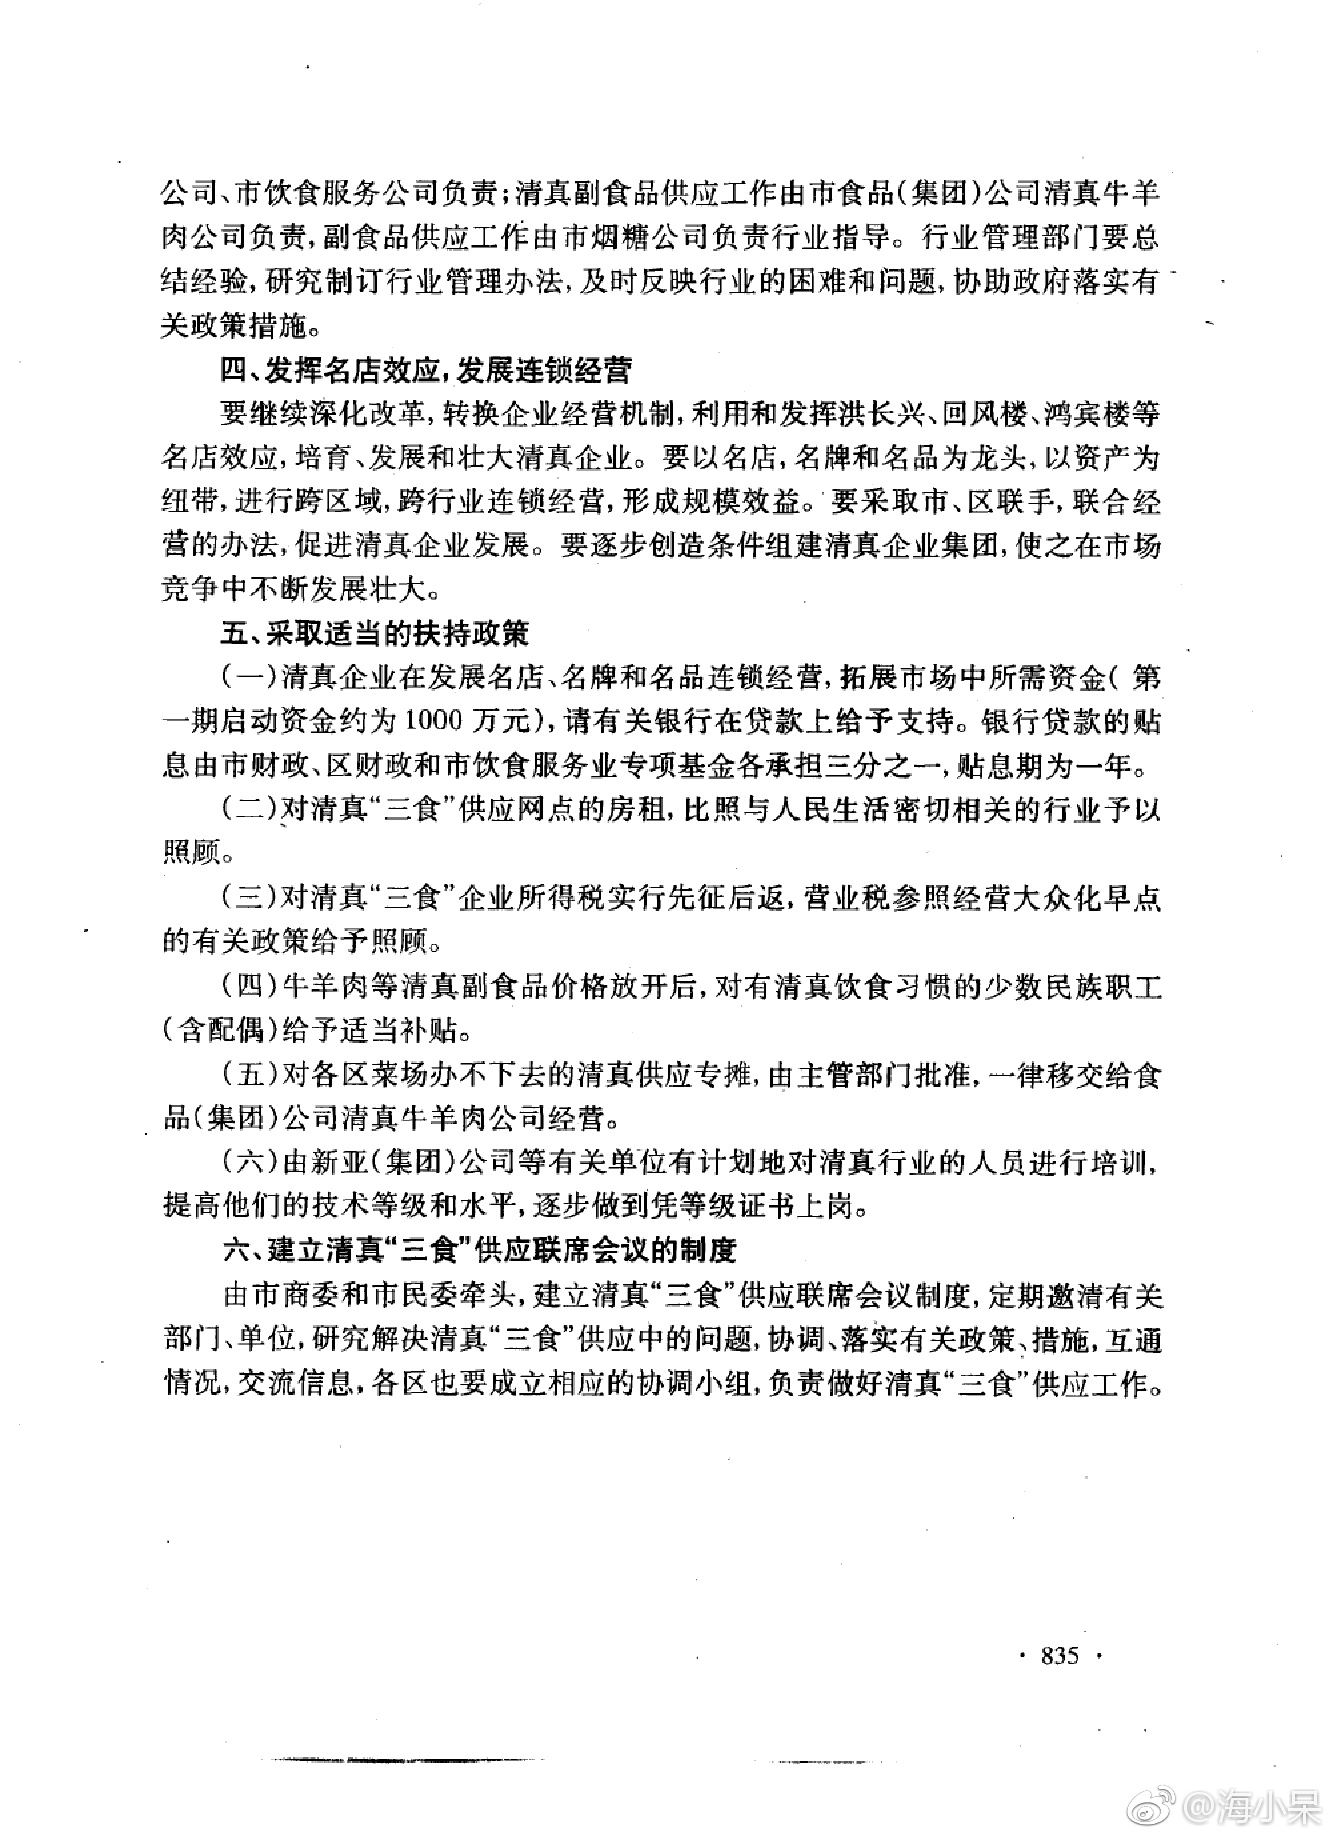 公司、市饮食服务公司负责;清真副食品供应工作由市食品(集团)公司清真牛羊
肉公司负责,副食品供应工作由市烟糖公司负责行业指导。行业管理部门要总
结经验,研究制订行业管理办法,及时反映行业的困难和问题,协助政府落实有
关政策措施。
四、发挥名店效应,发展连锁经营
要继续深化改革,转换企业经营机制,利用和发挥洪长兴、回风楼、鸿宾楼等
名店效应,培育、发展和壮大清真企业。要以名店,名牌和名品为龙头,以资产为
纽带,进行跨区域,跨行业连锁经营,形成规模效益。要采取市、区联手,联合经
营的办法,促进清真企业发展。要逐步创造条件组建清真企业集团,使之在市场
竞争中不断发展壮大。
五、采取适当的扶持政策
(一)清真企业在发展名店、名牌和名品连锁经营,拓展市场中所需资金(第
一期启动资金约为1000万元),请有关银行在贷款上给予支持。银行贷款的贴
息由市财政、区财政和市饮食服务业专项基金各承担三分之一,贴息期为一年。
(二)对清真“三食”供应网点的房租,比照与人民生活密切相关的行业予以
照顾。
(三)对清真“三食”企业所得税实行先征后返,营业税参照经营大众化早点
的有关政策给予照顾。
(四)牛羊肉等清真副食品价格放开后,对有清真饮食习惯的少数民族职工
(含配偶)给予适当补贴。
(五)对各区菜场办不下去的清真供应专摊,由主管部门批准,一律移交给食
品(集团)公司清真牛羊肉公司经营。
(六)由新亚(集团)公司等有关单位有计划地对清真行业的人员进行培训,
提高他们的技术等级和水平,逐步做到凭等级证书上岗。
六、建立清真“三食”供应联席会议的制度
由市商委和市民委牵头,建立清真“三食”供应联席会议制度,定期邀请有关
部门、单位,研究解决清真“三食”供应中的问题,协调、落实有关政策、措施,互通
情况,交流信息,各区也要成立相应的协调小组,负责做好清真“三食”供应工作。
· 835 ·
@海小呆